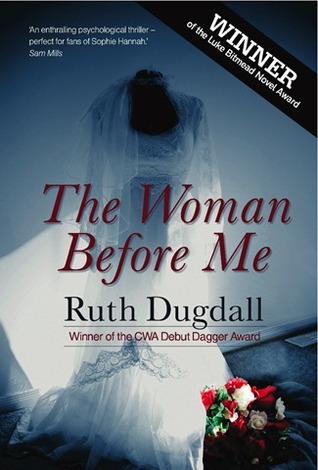 'An enthralling psychological thriller –
perfect for fans of Sophie Hannah.'
Sam Mills
WINNER
of the Luke Bitmead Novel Award
The Woman
Before Me
Ruth Dugdall
Winner of the CWA Debut Dagger Award